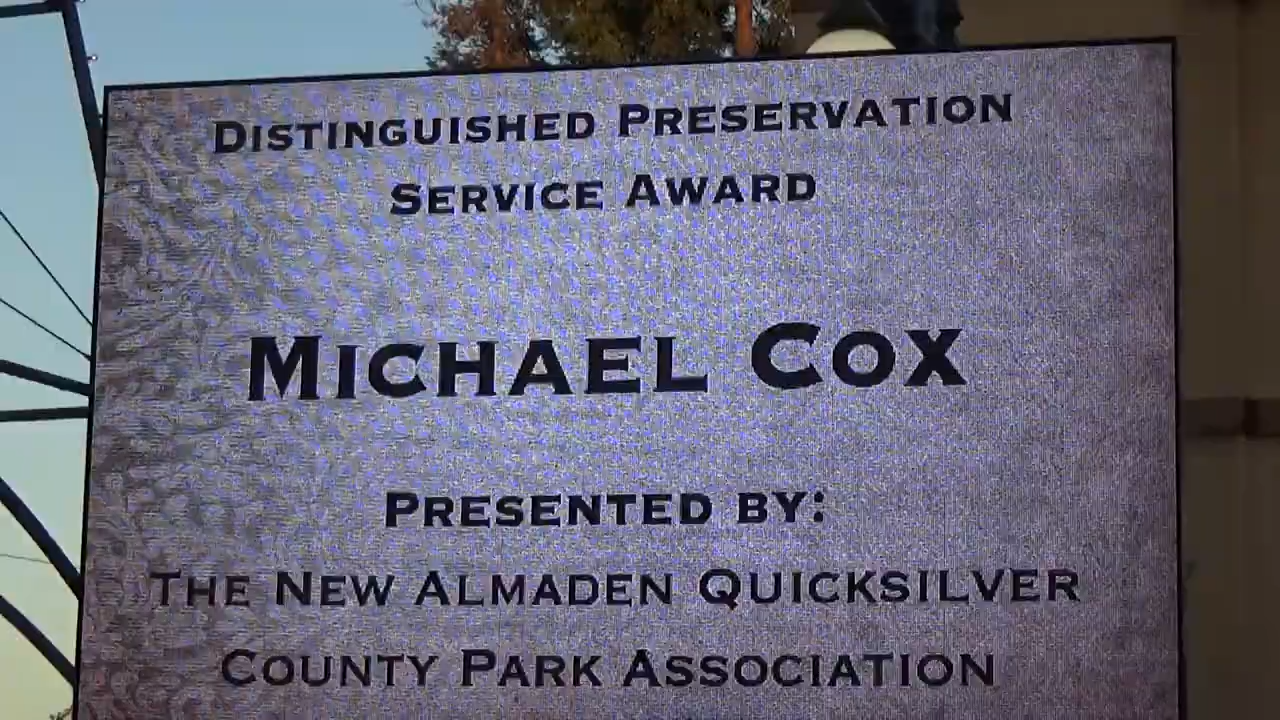 Distinguished Preservation
Service Award
Michael Cox
Presented by:
The New Almaden Quicksilver
County Park Association